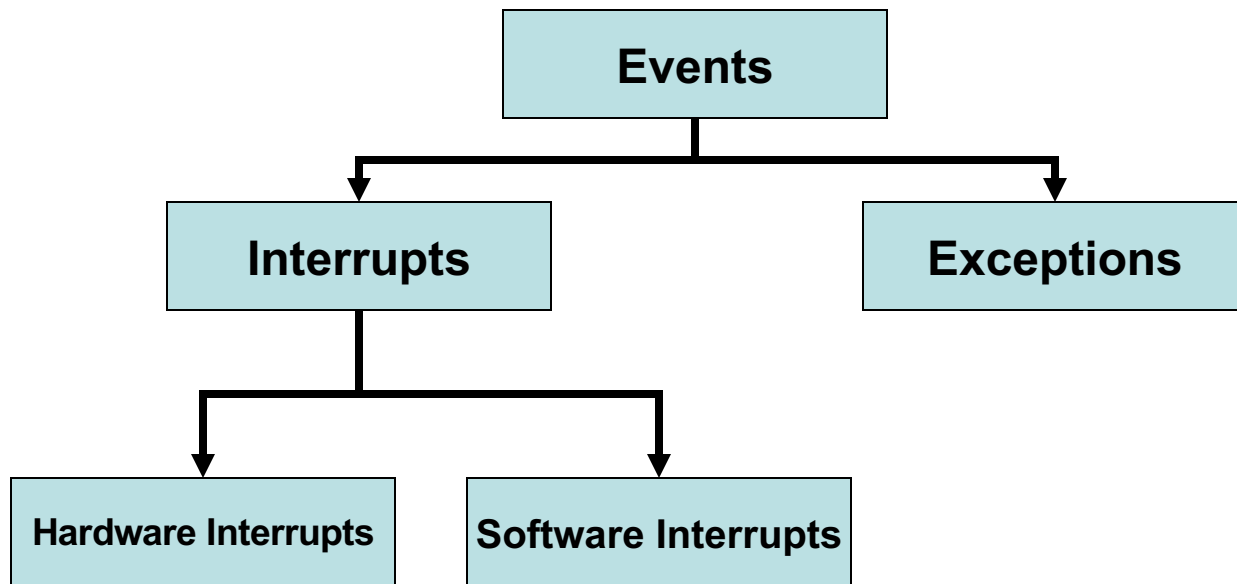 Events
Interrupts
Exceptions
Hardware Interrupts
Software Interrupts